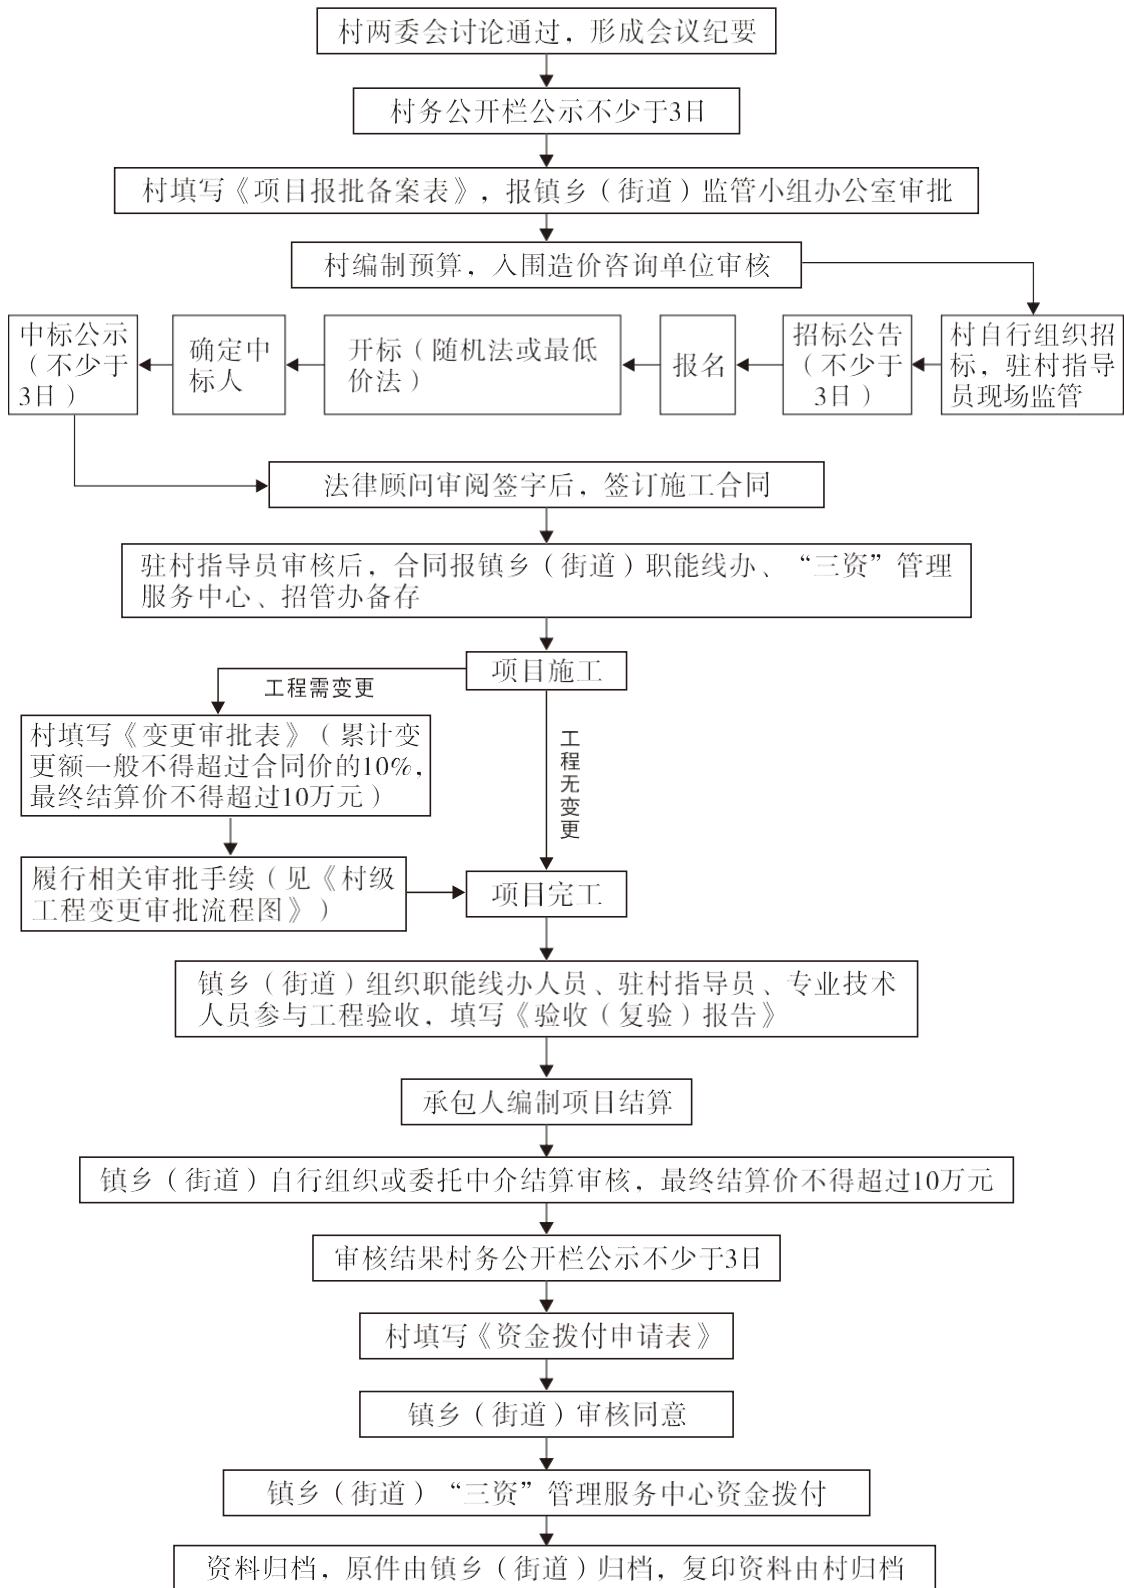 村两委会讨论通过，形成会议纪要
村务公开栏公示不少于3日
村填写《项目报批备案表》，报镇乡（街道）监管小组办公室审批
村编制预算，入围造价咨询单位审核
村自行组织招
标，驻村指导
员现场监管
招标公告
（不少于
3日）
报名
开标（随机法或最低
价法）
确定中
标人
中标公示
（不少于
3日）
法律顾问审阅签字后，签订施工合同
驻村指导员审核后，合同报镇乡（街道）职能线办、“三资”管理
服务中心、招管办备存
项目施工
工程需变更
村填写《变更审批表》（累计变
更额一般不得超过合同价的10%，
最终结算价不得超过10万元）
工程无变更
履行相关审批手续（见《村级
工程变更审批流程图》）
项目完工
镇乡（街道）组织职能线办人员、驻村指导员、专业技术
人员参与工程验收，填写《验收（复验）报告》
承包人编制项目结算
镇乡（街道）自行组织或委托中介结算审核，最终结算价不得超过10万元
审核结果村务公开栏公示不少于3日
村填写《资金拨付申请表》
镇乡（街道）审核同意
镇乡（街道）“三资”管理服务中心资金拨付
资料归档，原件由镇乡（街道）归档，复印资料由村归档